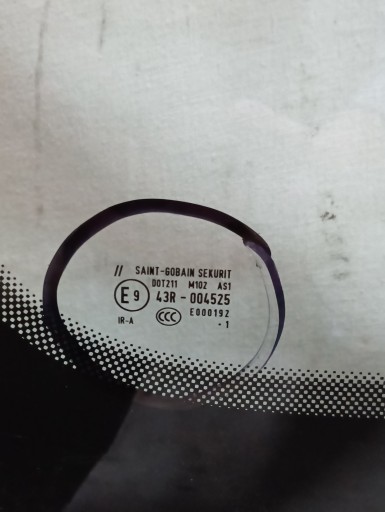 // SAINT-GOBAIN SEKURIT
DOT211 M102 AS1
E9 43R - 004525
CCC E000192
IR-A - 1